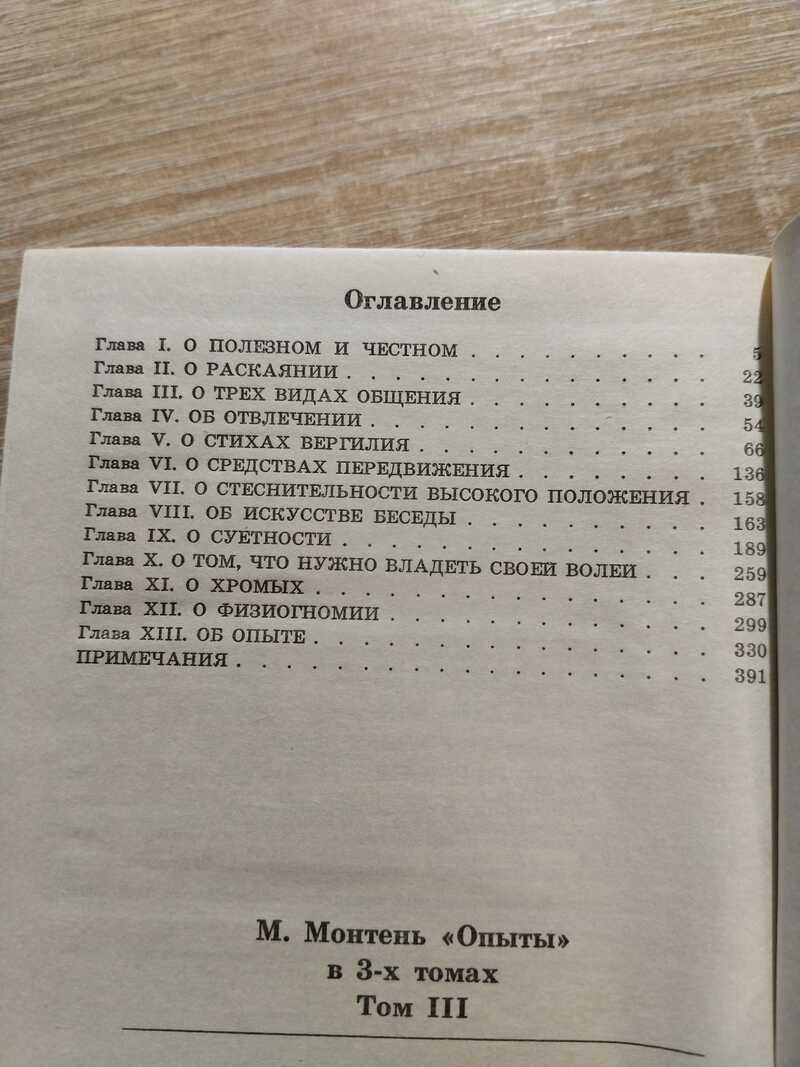 Оглавление
Глава I. О ПОЛЕЗНОМ И ЧЕСТНОМ . . . . . . . . . . 5
Глава II. О РАСКАЯНИИ . . . . . . . . . . . . . . . 22
Глава III. О ТРЕХ ВИДАХ ОБЩЕНИЯ . . . . . . . . . . 39
Глава IV. ОБ ОТВЛЕЧЕНИИ . . . . . . . . . . . . . . 54
Глава V. О СТИХАХ ВЕРГИЛИЯ . . . . . . . . . . . . 66
Глава VI. О СРЕДСТВАХ ПЕРЕДВИЖЕНИЯ . . . . . . . . 136
Глава VII. О СТЕСНИТЕЛЬНОСТИ ВЫСОКОГО ПОЛОЖЕНИЯ . 158
Глава VIII. ОБ ИСКУССТВЕ БЕСЕДЫ . . . . . . . . . . 163
Глава IX. О СУЕТНОСТИ . . . . . . . . . . . . . . . 189
Глава X. О ТОМ, ЧТО НУЖНО ВЛАДЕТЬ СВОЕЙ ВОЛЕЙ . . . 259
Глава XI. О ХРОМЫХ . . . . . . . . . . . . . . . . 287
Глава XII. О ФИЗИОГНОМИИ . . . . . . . . . . . . . 299
Глава XIII. ОБ ОПЫТЕ . . . . . . . . . . . . . . . 330
ПРИМЕЧАНИЯ . . . . . . . . . . . . . . . . . . . . 391
М. Монтень «Опыты»
в 3-х томах
Том III